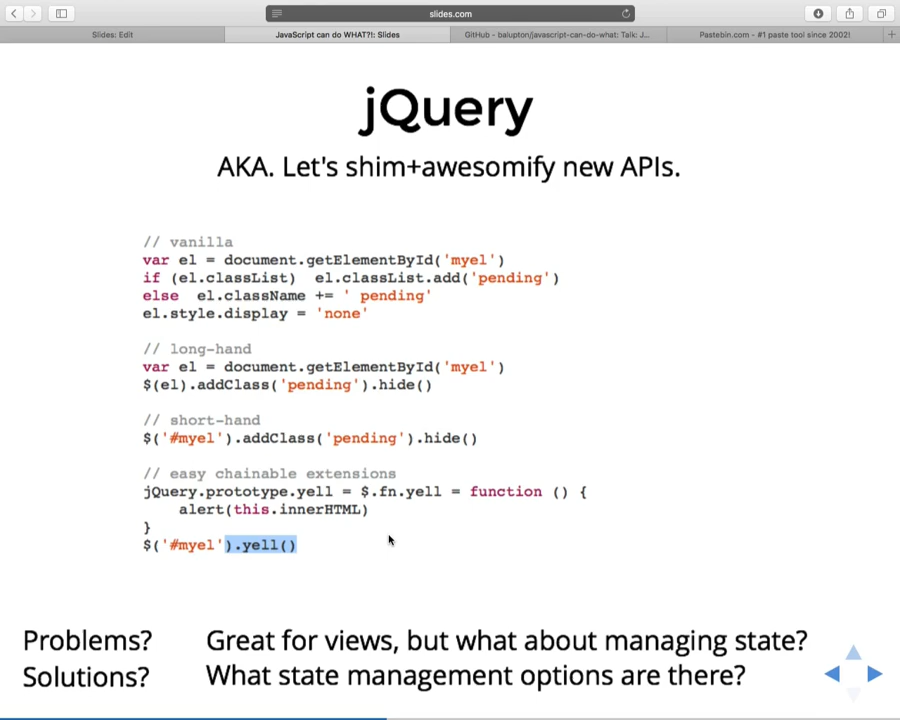 slides.com
Slides: Edit
JavaScript can do WHAT?!: Slides
GitHub - balupton/javascript-can-do-what: Talk: J...
Pastebin.com - #1 paste tool since 2002!
jQuery
AKA. Let's shim+awesomify new APIs.
// vanilla
var el = document.getElementById('myel')
if (el.classList)  el.classList.add('pending')
else  el.className += ' pending'
el.style.display = 'none'
// long-hand
var el = document.getElementById('myel')
$(el).addClass('pending').hide()
// short-hand
$('#myel').addClass('pending').hide()
// easy chainable extensions
jQuery.prototype.yell = $.fn.yell = function () {
    alert(this.innerHTML)
}
$('#myel').yell()
Problems? Great for views, but what about managing state?
Solutions? What state management options are there?